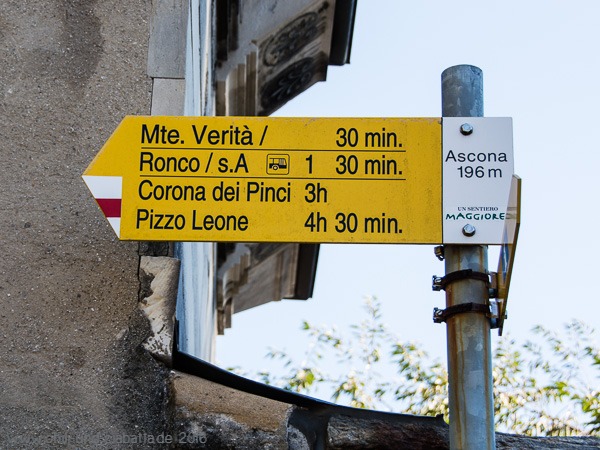 Mte. Verità / 30 min.
Ronco / s.A 1 30 min.
Corona dei Pinci 3h
Pizzo Leone 4h 30 min.
Ascona
196 m
UN SENTIERO
MAGGIORE